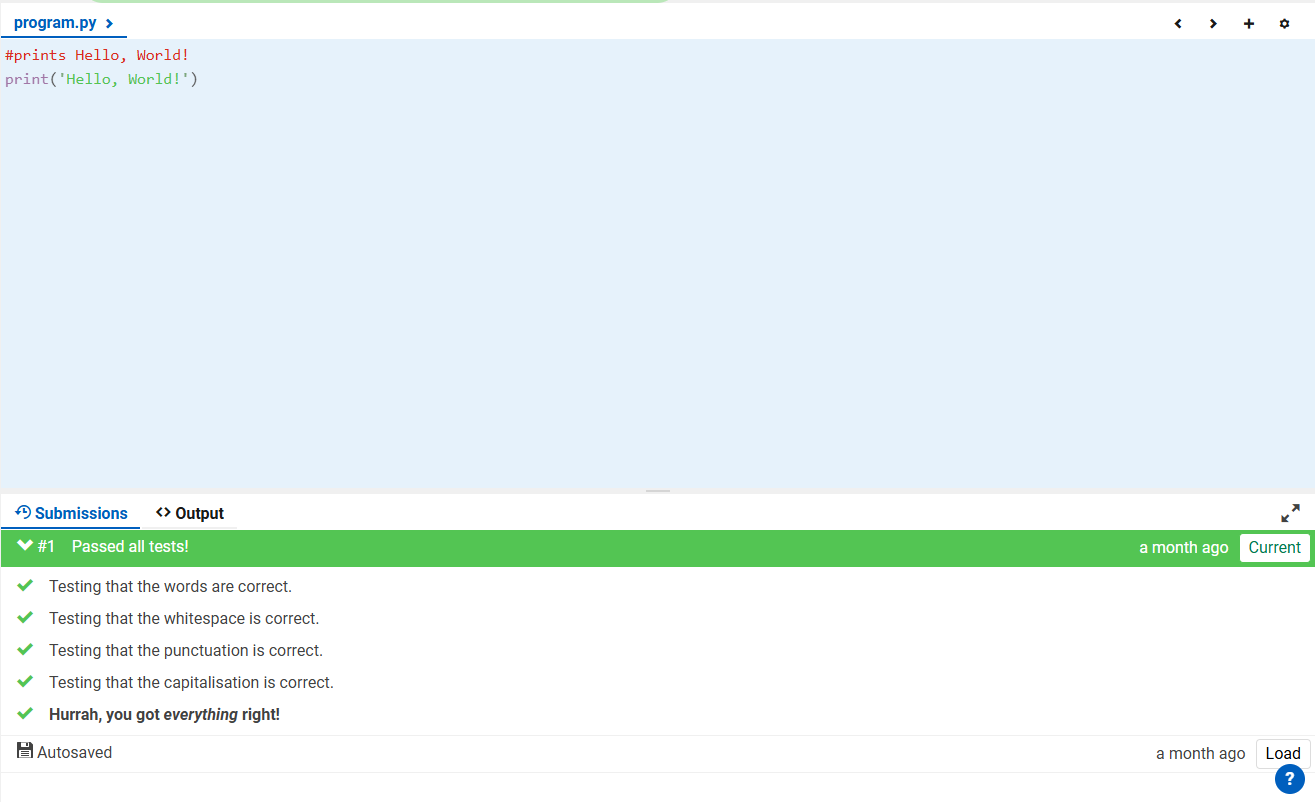 program.py
#prints Hello, World!
print('Hello, World!')
Submissions
Output
#1 Passed all tests! a month ago Current
Testing that the words are correct.
Testing that the whitespace is correct.
Testing that the punctuation is correct.
Testing that the capitalisation is correct.
Hurrah, you got everything right!
Autosaved a month ago Load
?